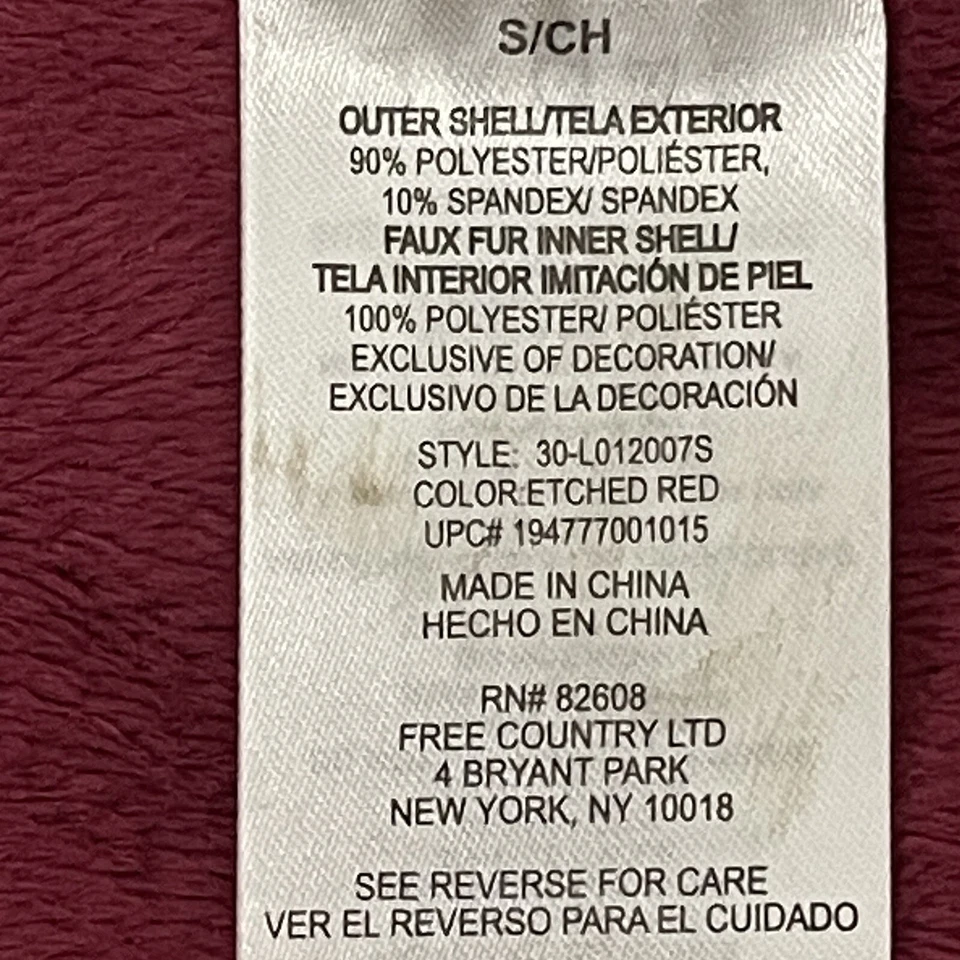 S/CH
OUTER SHELL/TELA EXTERIOR
90% POLYESTER/POLIÉSTER,
10% SPANDEX/ SPANDEX
FAUX FUR INNER SHELL/
TELA INTERIOR IMITACIÓN DE PIEL
100% POLYESTER/ POLIÉSTER
EXCLUSIVE OF DECORATION/
EXCLUSIVO DE LA DECORACIÓN
STYLE: 30-L012007S
COLOR:ETCHED RED
UPC# 194777001015
MADE IN CHINA
HECHO EN CHINA
RN# 82608
FREE COUNTRY LTD
4 BRYANT PARK
NEW YORK, NY 10018
SEE REVERSE FOR CARE
VER EL REVERSO PARA EL CUIDADO